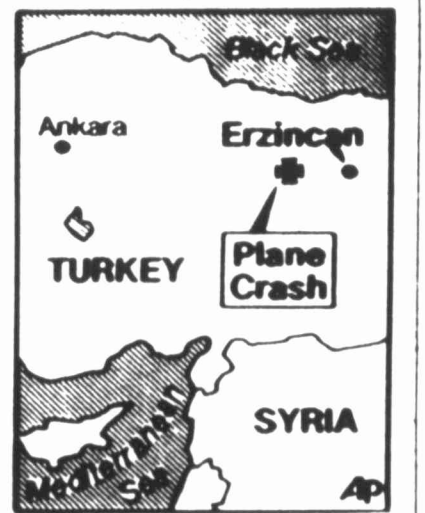 Black Sea
Ankara
Erzincan
Plane
Crash
TURKEY
SYRIA
Mediterranean
Sea
AP